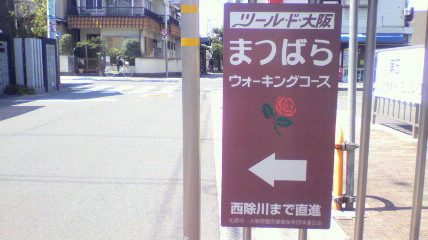 ツール・ド・大阪
まつばら
ウォーキングコース
西除川まで直進